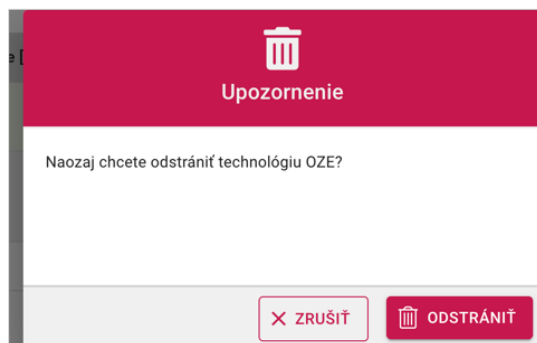 e [
Upozornenie
Naozaj chcete odstrániť technológiu OZE?
ZRUŠIŤ
ODSTRÁNIŤ